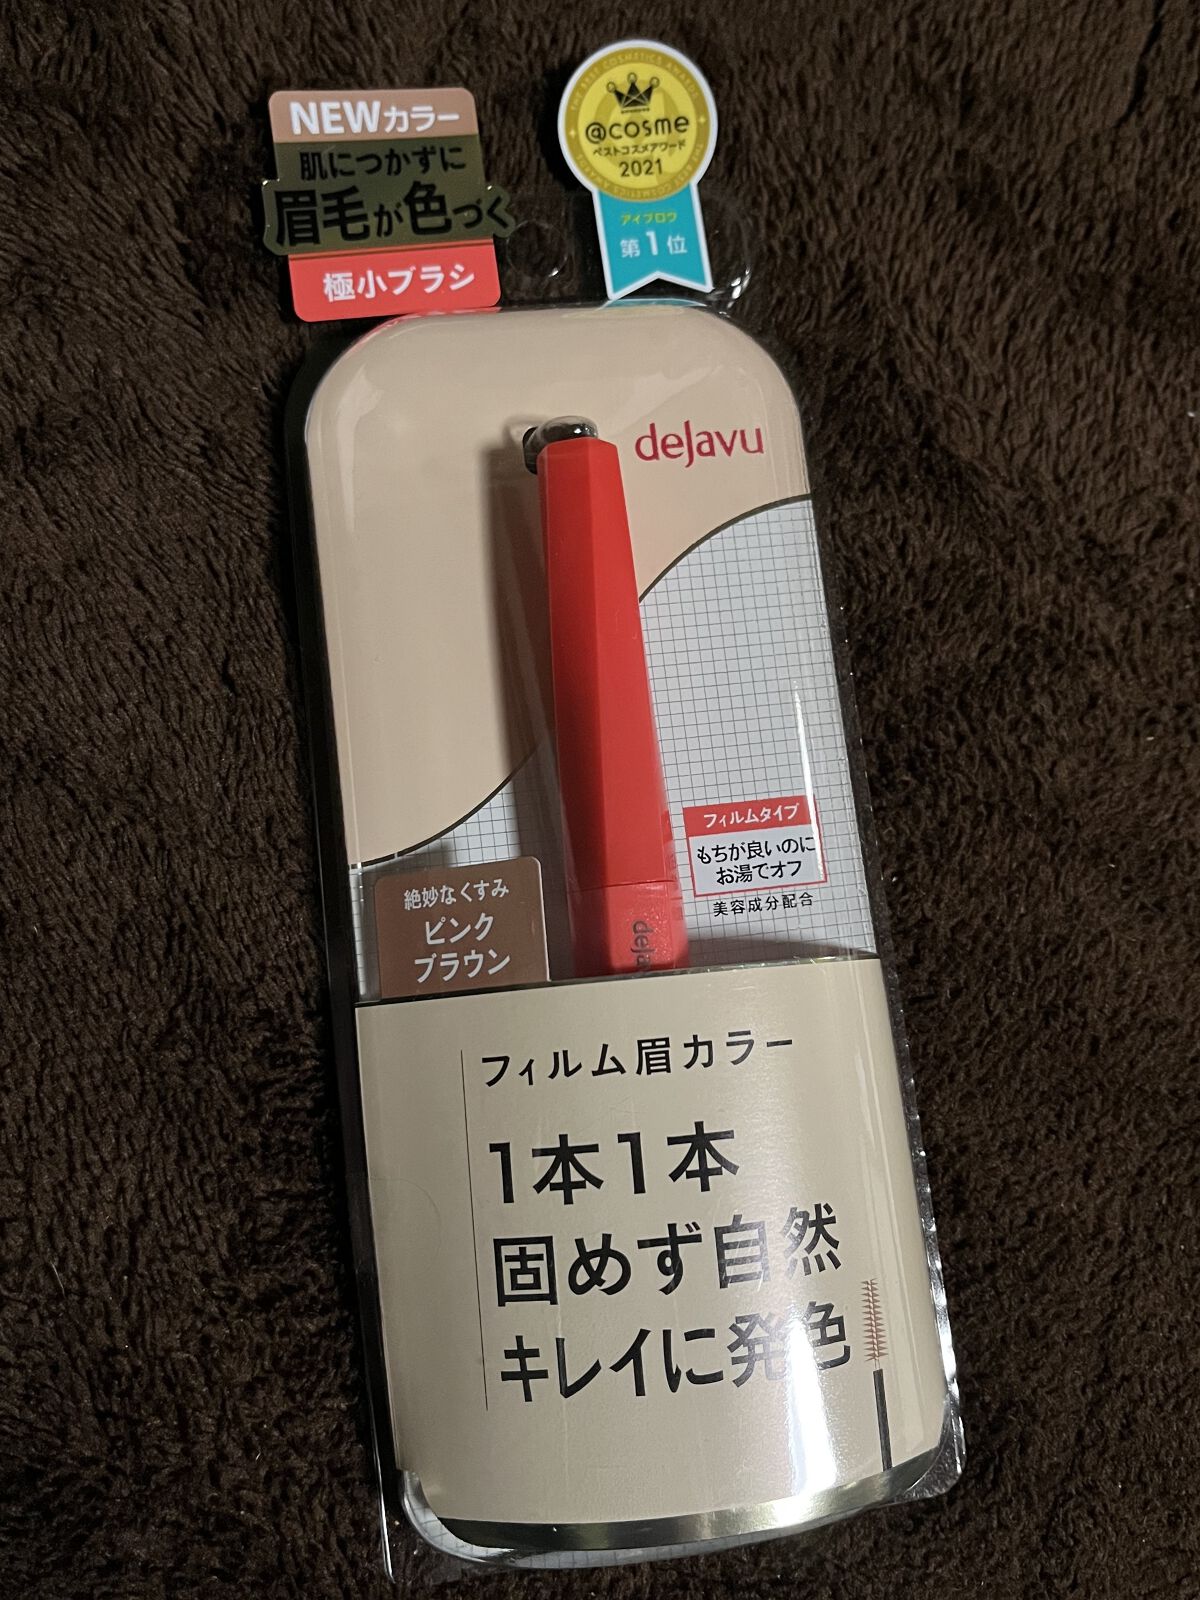 NEWカラー
肌につかずに
眉毛が色づく
極小ブラシ
THE BEST COSMETICS AWARDS
@cosme
ベストコスメアワード
2021
アイブロウ
第1位
dejavu
フィルムタイプ
もちが良いのに
お湯でオフ
美容成分配合
絶妙なくすみ
ピンク
ブラウン
フィルム眉カラー
1本1本
固めず自然
キレイに発色